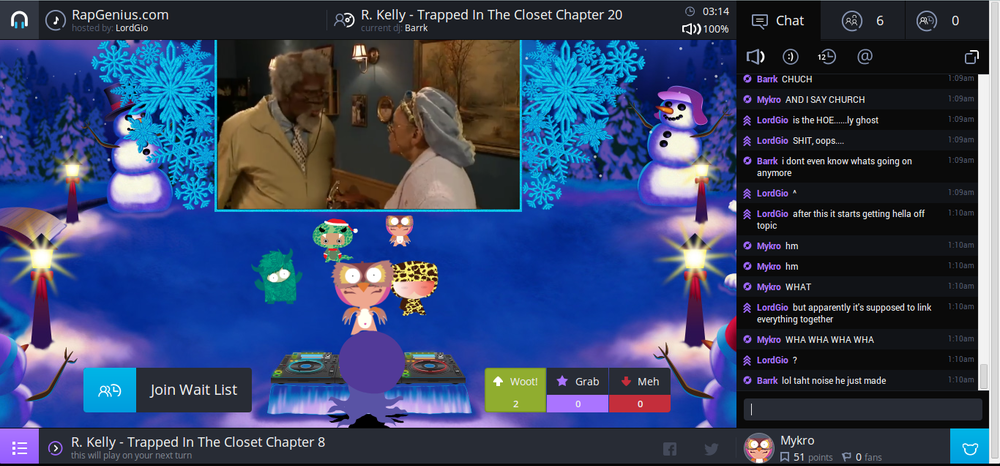 RapGenius.com
hosted by: LordGio
R. Kelly - Trapped In The Closet Chapter 20
current dj: Barrk
03:14
100%
Chat
6
0
12
@
Barrk CHUCH 1:09am
Mykro AND I SAY CHURCH 1:09am
LordGio is the HOE......ly ghost 1:09am
LordGio SHIT, oops.... 1:09am
Barrk i dont even know whats going on 1:09am
anymore
LordGio ^ 1:09am
LordGio after this it starts getting hella off 1:10am
topic
Mykro hm 1:10am
Mykro hm 1:10am
Mykro WHAT 1:10am
LordGio but apparently it's supposed to link 1:10am
everything together
Mykro WHA WHA WHA WHA 1:10am
LordGio ? 1:10am
Barrk lol taht noise he just made 1:10am
Join Wait List
Woot!
2
Grab
0
Meh
0
R. Kelly - Trapped In The Closet Chapter 8
this will play on your next turn
Mykro
51 points 0 fans